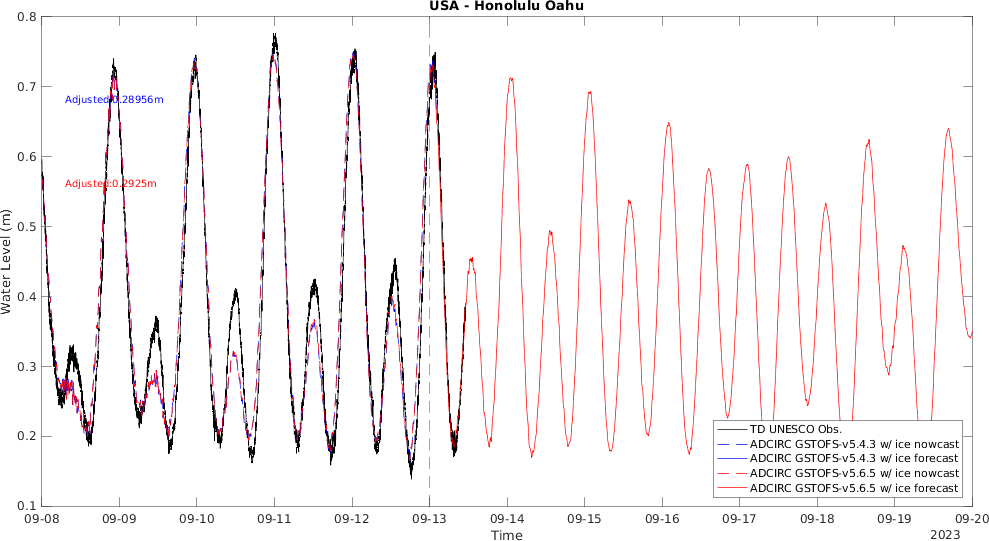 USA - Honolulu Oahu
0.8
0.7
0.6
0.5
0.4
0.3
0.2
0.1
Water Level (m)
Adjusted:0.28956m
Adjusted:0.2925m
TD UNESCO Obs.
ADCIRC GSTOFS-v5.4.3 w/ ice nowcast
ADCIRC GSTOFS-v5.4.3 w/ ice forecast
ADCIRC GSTOFS-v5.6.5 w/ ice nowcast
ADCIRC GSTOFS-v5.6.5 w/ ice forecast
09-08 09-09 09-10 09-11 09-12 09-13 09-14 09-15 09-16 09-17 09-18 09-19 09-20
Time
2023